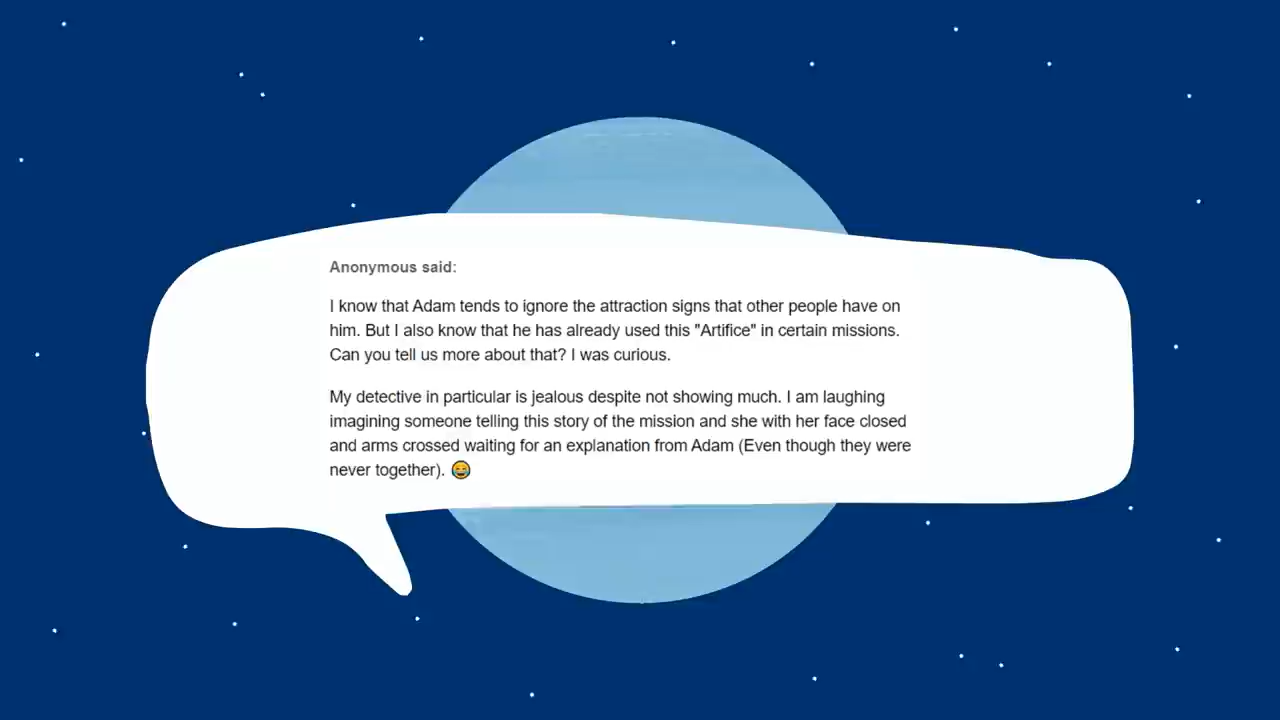 Anonymous said:
I know that Adam tends to ignore the attraction signs that other people have on
him. But I also know that he has already used this "Artifice" in certain missions.
Can you tell us more about that? I was curious.
My detective in particular is jealous despite not showing much. I am laughing
imagining someone telling this story of the mission and she with her face closed
and arms crossed waiting for an explanation from Adam (Even though they were
never together). 😂